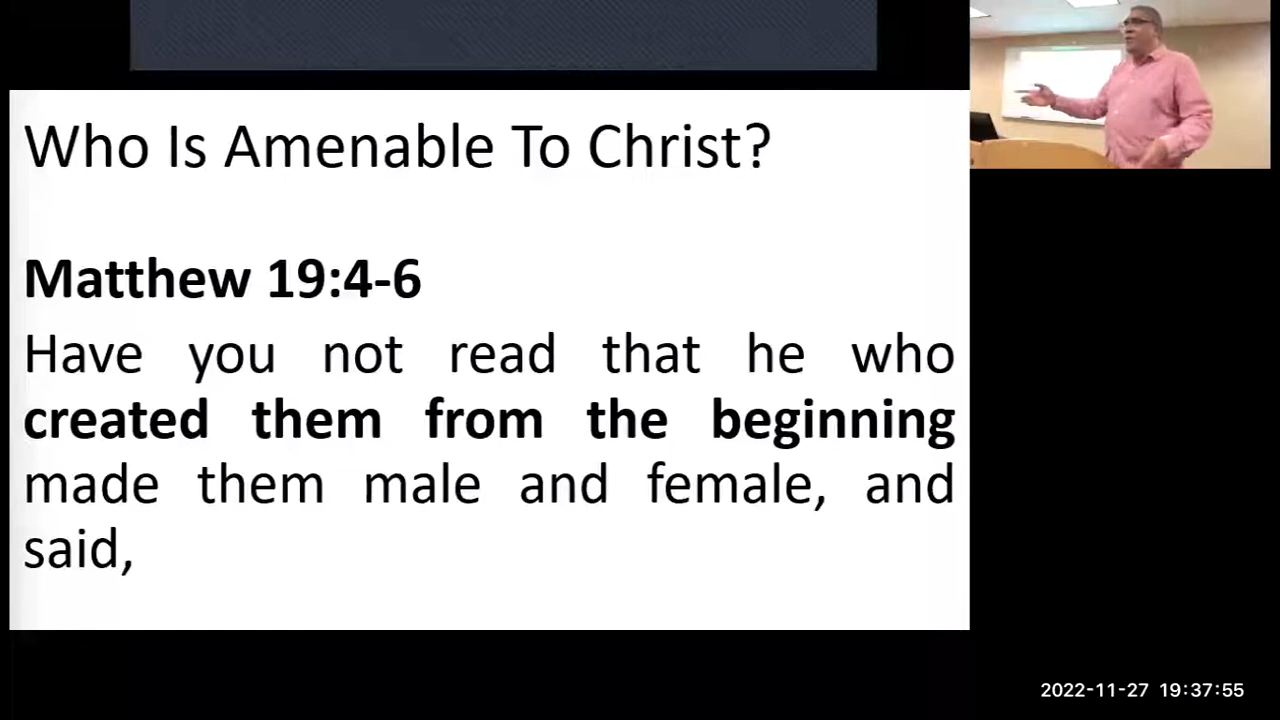 Who Is Amenable To Christ?
Matthew 19:4-6
Have you not read that he who
created them from the beginning
made them male and female, and
said,
2022-11-27 19:37:55